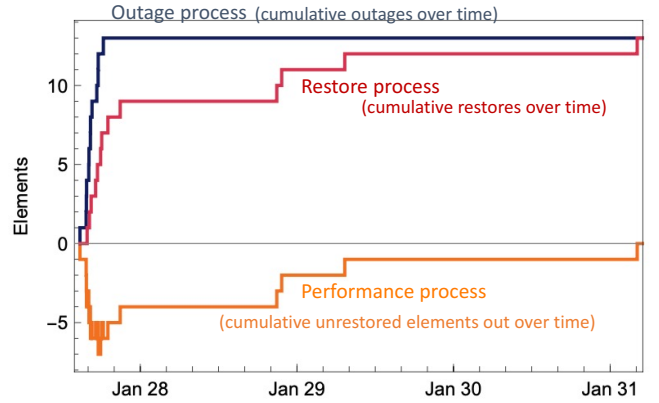 Outage process (cumulative outages over time)
10
Restore process
(cumulative restores over time)
5
Elements
0
Performance process
−5
(cumulative unrestored elements out over time)
Jan 28 Jan 29 Jan 30 Jan 31